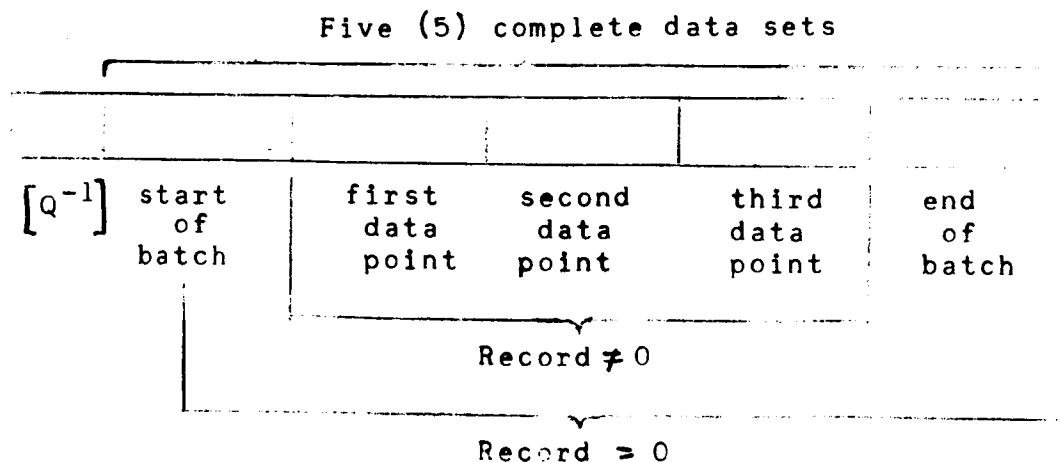 Five (5) complete data sets
[Q⁻¹] start of batch
first data point
second data point
third data point
end of batch
Record ≠ 0
Record = 0